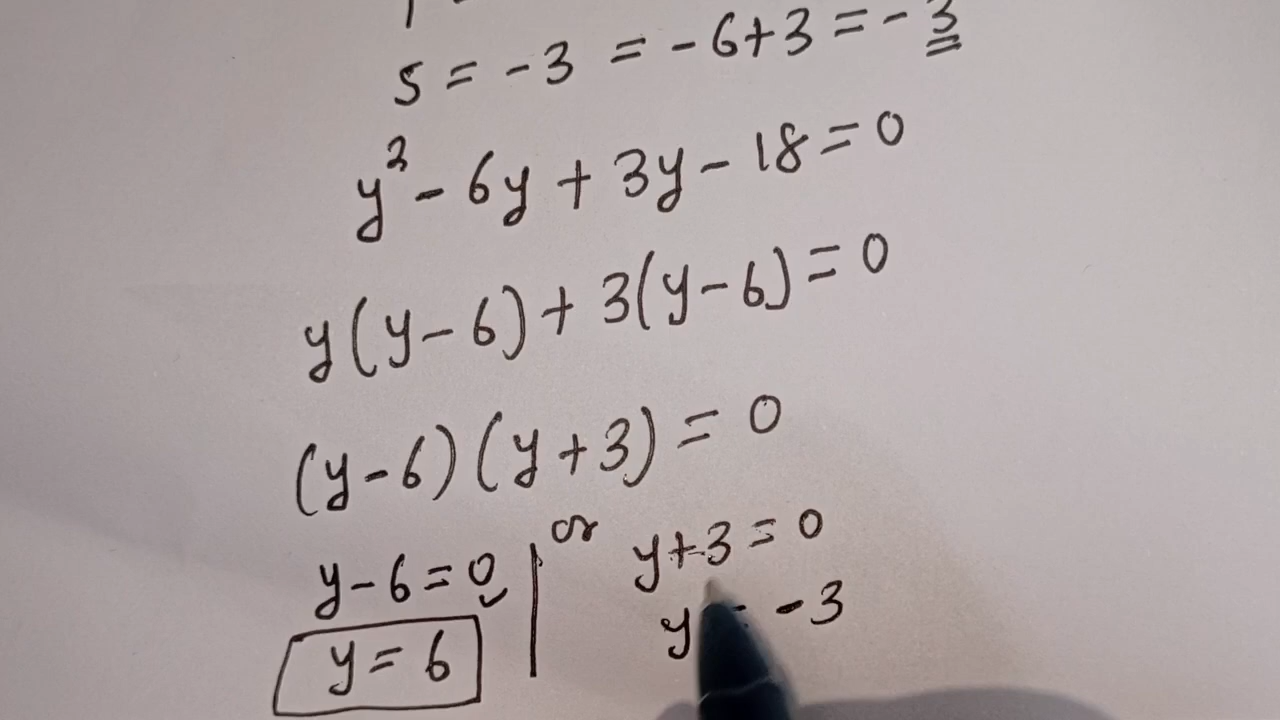 S = -3 = -6+3 = -3
y² - 6y + 3y - 18 = 0
y(y-6) + 3(y-6) = 0
(y-6)(y+3) = 0
y-6=0 or y+3=0
y=6 y = -3